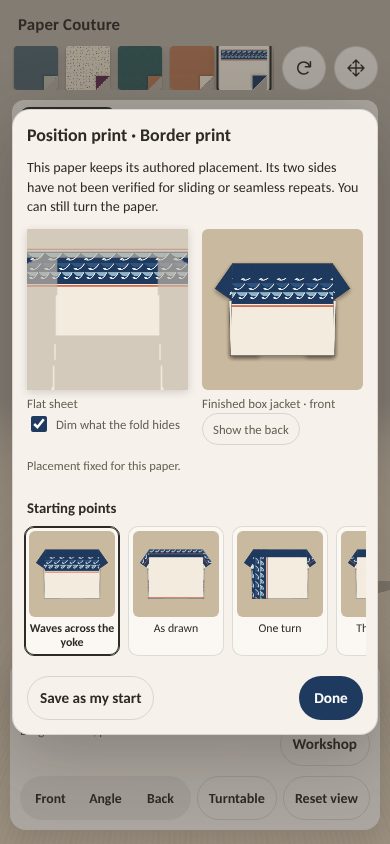 Paper Couture
Position print · Border print
This paper keeps its authored placement. Its two sides
have not been verified for sliding or seamless repeats. You
can still turn the paper.
Flat sheet
Finished box jacket · front
Dim what the fold hides
Show the back
Placement fixed for this paper.
Starting points
Waves across the
yoke
As drawn
One turn
Save as my start
Done
Workshop
Front
Angle
Back
Turntable
Reset view